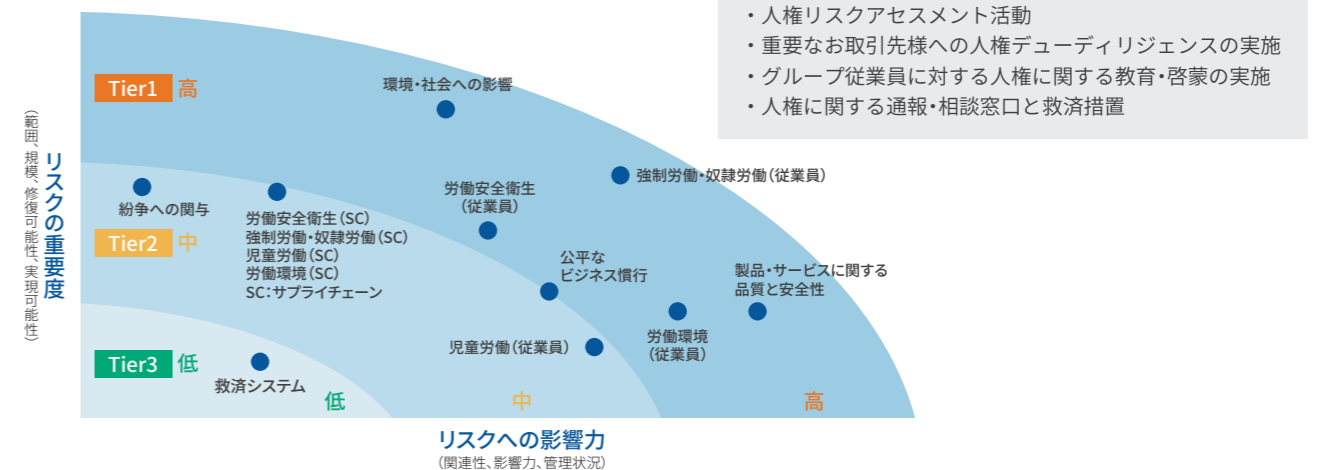 ・人権リスクアセスメント活動
・重要なお取引先様への人権デューディリジェンスの実施
・グループ従業員に対する人権に関する教育・啓蒙の実施
・人権に関する通報・相談窓口と救済措置
リスクの重要度
（範囲、規模、修復可能性、実現可能性）
Tier1 高
環境・社会への影響
強制労働・奴隷労働（従業員）
紛争への関与
労働安全衛生（SC）
強制労働・奴隷労働（SC）
児童労働（SC）
労働環境（SC）
SC：サプライチェーン
労働安全衛生
（従業員）
Tier2 中
公平な
ビジネス慣行
製品・サービスに関する
品質と安全性
児童労働（従業員）
労働環境
（従業員）
Tier3 低
救済システム
低
中
高
リスクへの影響力
（関連性、影響力、管理状況）